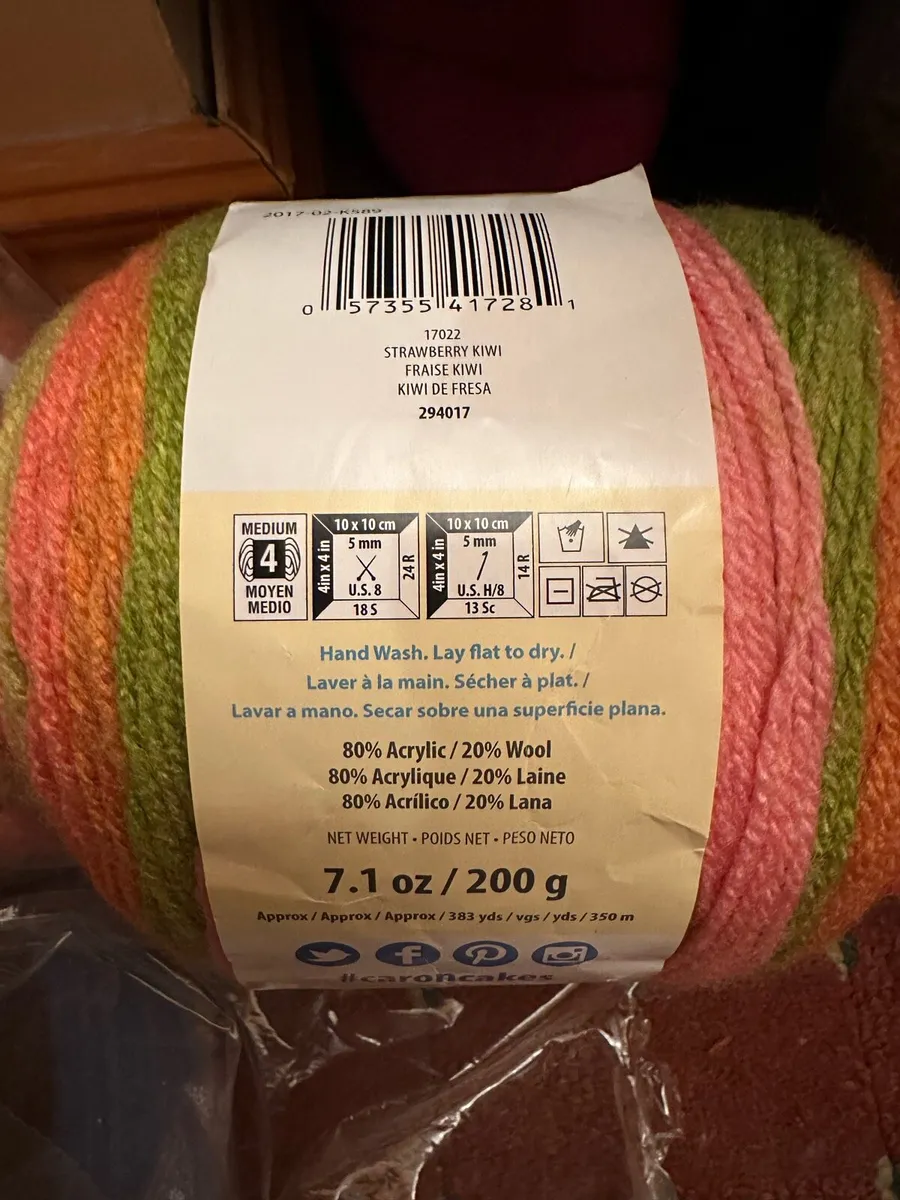 2017-02-K589
0 57355 41728 1
17022
STRAWBERRY KIWI
FRAISE KIWI
KIWI DE FRESA
294017
MEDIUM
4
MOYEN
MEDIO
10 x 10 cm
4in x 4 in
5 mm
U.S. 8
24 R
18 S
10 x 10 cm
4in x 4 in
5 mm
U.S. H/8
14 R
13 Sc
Hand Wash. Lay flat to dry. /
Laver à la main. Sécher à plat. /
Lavar a mano. Secar sobre una superficie plana.
80% Acrylic / 20% Wool
80% Acrylique / 20% Laine
80% Acrílico / 20% Lana
NET WEIGHT • POIDS NET • PESO NETO
7.1 oz / 200 g
Approx / Approx / Approx / 383 yds / vgs / yds / 350 m
#caroncakes